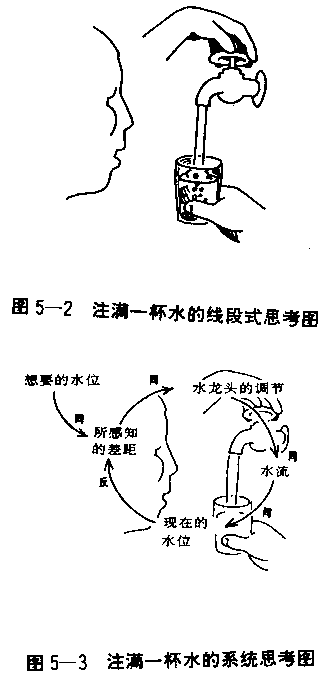 图 5—2 注满一杯水的线段式思考图
想要的水位
同
水龙头的调节
同
所感知
的差距
同
水流
反
同
现在的
水位
图 5—3 注满一杯水的系统思考图